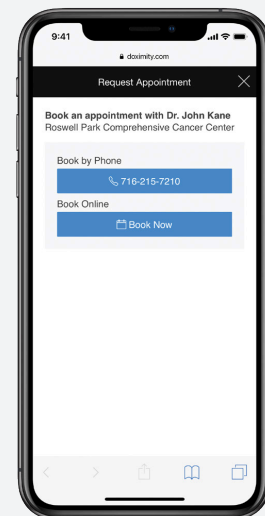 9:41
doximity.com
Request Appointment
Book an appointment with Dr. John Kane
Roswell Park Comprehensive Cancer Center
Book by Phone
716-215-7210
Book Online
Book Now